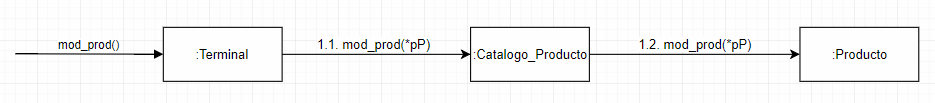 mod_prod()
:Terminal
1.1. mod_prod(*pP)
:Catalogo_Producto
1.2. mod_prod(*pP)
:Producto